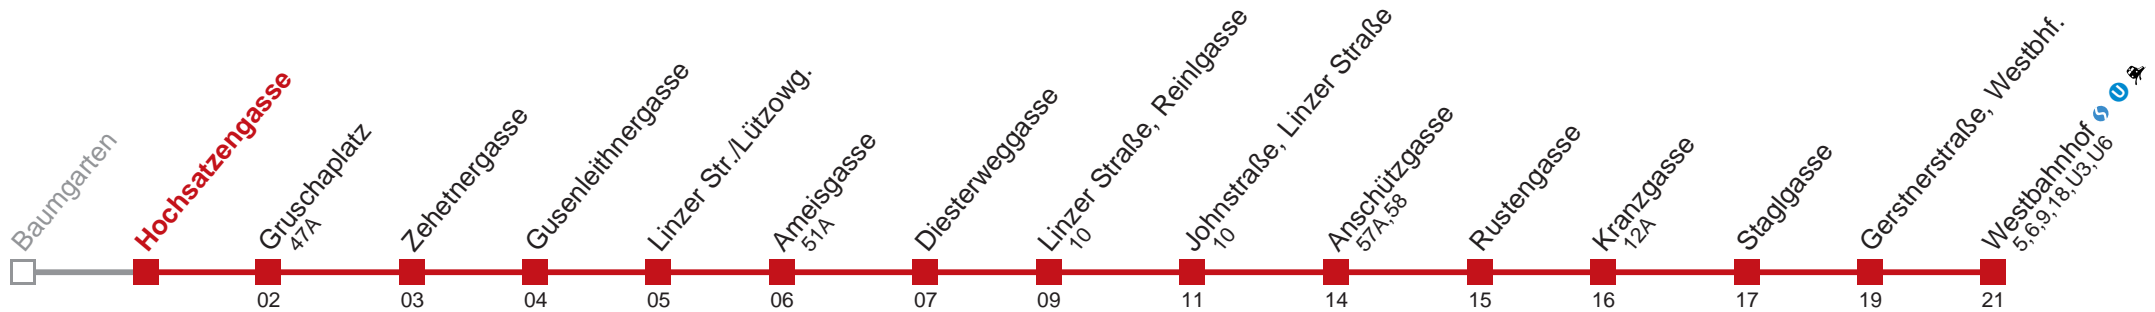 Baumgarten
Hochsatzengasse
Gruschaplatz
47A
02
Zehetnergasse
03
Gusenleithnergasse
04
Linzer Str./Lützowg.
05
Ameisgasse
51A
06
Diesterweggasse
07
Linzer Straße, Reinlgasse
10
09
Johnstraße, Linzer Straße
10
11
Anschützgasse
57A,58
14
Rustengasse
15
Kranzgasse
12A
16
Staglgasse
17
Gerstnerstraße, Westbhf.
19
Westbahnhof S U
5,6,9,18,U3,U6
21